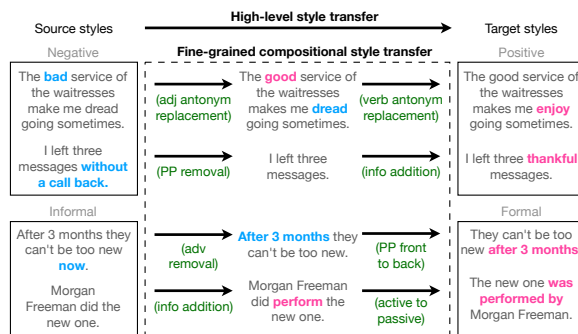 High-level style transfer
Source styles
Target styles
Negative
Fine-grained compositional style transfer
Positive
The bad service of
the waitresses
make me dread
going sometimes.
(adj antonym
replacement)
The good service of
the waitresses
makes me dread
going sometimes.
(verb antonym
replacement)
The good service of
the waitresses
makes me enjoy
going sometimes.
I left three
messages without
a call back.
(PP removal)
I left three
messages.
(info addition)
I left three thankful
messages.
Informal
Formal
After 3 months they
can't be too new
now.
(adv
removal)
After 3 months they
can't be too new.
(PP front
to back)
They can't be too
new after 3 months.
Morgan
Freeman did the
new one.
(info addition)
Morgan Freeman
did perform the
new one.
(active to
passive)
The new one was
performed by
Morgan Freeman.